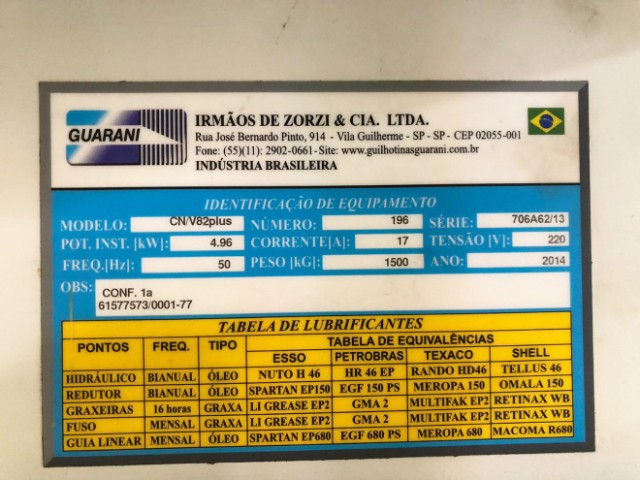 GUARANI
IRMÃOS DE ZORZI & CIA. LTDA.
Rua José Bernardo Pinto, 914 - Vila Guilherme - SP - SP - CEP 02055-001
Fone: (55)(11): 2902-0661- Site: www.guilhotinasguarani.com.br
INDÚSTRIA BRASILEIRA
IDENTIFICAÇÃO DE EQUIPAMENTO
MODELO: CN/V82plus NÚMERO: 196 SÉRIE: 706A62/13
POT. INST. [kW]: 4.96 CORRENTE[A]: 17 TENSÃO [V]: 220
FREQ.[Hz]: 50 PESO [kG]: 1500 ANO: 2014
OBS: CONF. 1a
61577573/0001-77
TABELA DE LUBRIFICANTES
PONTOS FREQ. TIPO TABELA DE EQUIVALÊNCIAS
ESSO PETROBRAS TEXACO SHELL
HIDRÁULICO BIANUAL ÓLEO NUTO H 46 HR 46 EP RANDO HD46 TELLUS 46
REDUTOR BIANUAL ÓLEO SPARTAN EP150 EGF 150 PS MEROPA 150 OMALA 150
GRAXEIRAS 16 horas GRAXA LI GREASE EP2 GMA 2 MULTIFAK EP2 RETINAX WB
FUSO MENSAL GRAXA LI GREASE EP2 GMA 2 MULTIFAK EP2 RETINAX WB
GUIA LINEAR MENSAL ÓLEO SPARTAN EP680 EGF 680 PS MEROPA 680 MACOMA R680